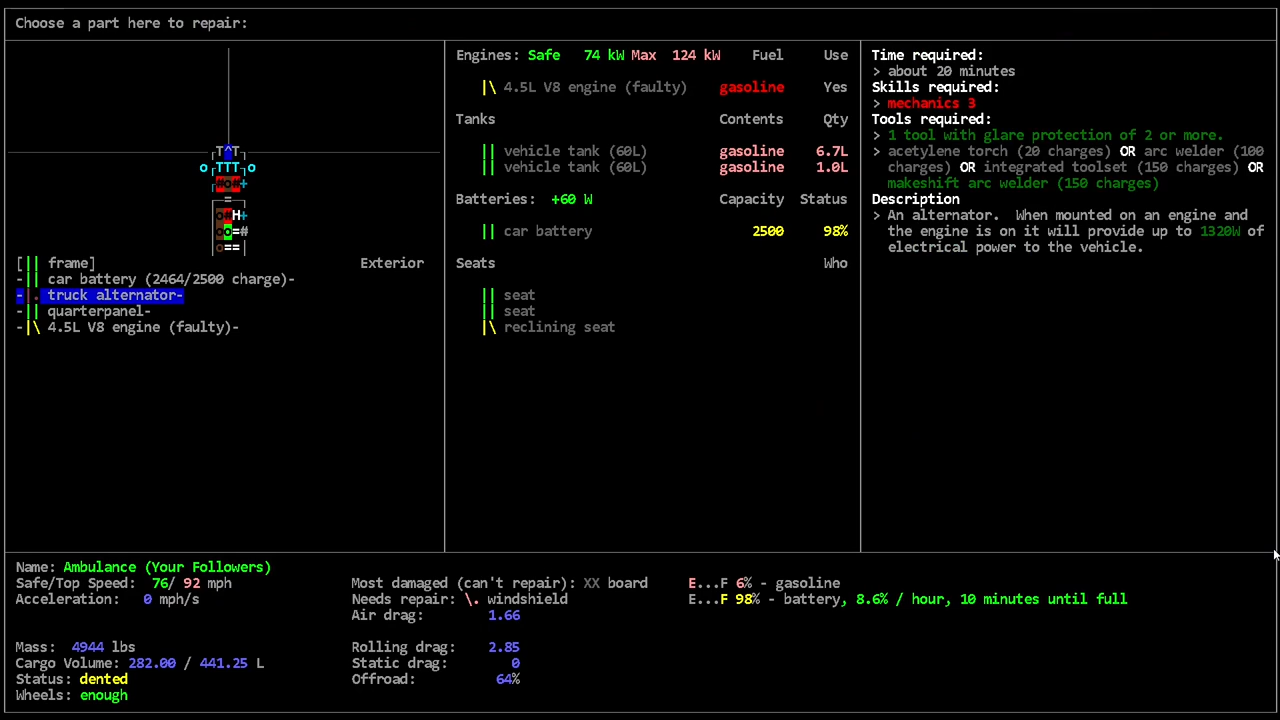 Choose a part here to repair:
[|| frame] Exterior
-|| car battery (2464/2500 charge)-
-|. truck alternator-
-|| quarterpanel-
-|\ 4.5L V8 engine (faulty)-
Engines: Safe 74 kW Max 124 kW Fuel Use
|\ 4.5L V8 engine (faulty) gasoline Yes
Tanks Contents Qty
|| vehicle tank (60L) gasoline 6.7L
|| vehicle tank (60L) gasoline 1.0L
Batteries: +60 W Capacity Status
|| car battery 2500 98%
Seats Who
|| seat
|| seat
|\ reclining seat
Time required:
> about 20 minutes
Skills required:
> mechanics 3
Tools required:
> 1 tool with glare protection of 2 or more.
> acetylene torch (20 charges) OR arc welder (100
charges) OR integrated toolset (150 charges) OR
makeshift arc welder (150 charges)
Description
> An alternator. When mounted on an engine and
the engine is on it will provide up to 1320W of
electrical power to the vehicle.
Name: Ambulance (Your Followers)
Safe/Top Speed: 76/ 92 mph
Acceleration: 0 mph/s
Mass: 4944 lbs
Cargo Volume: 282.00 / 441.25 L
Status: dented
Wheels: enough
Most damaged (can't repair): XX board
Needs repair: \. windshield
Air drag: 1.66
Rolling drag: 2.85
Static drag: 0
Offroad: 64%
E...F 6% - gasoline
E...F 98% - battery, 8.6% / hour, 10 minutes until full